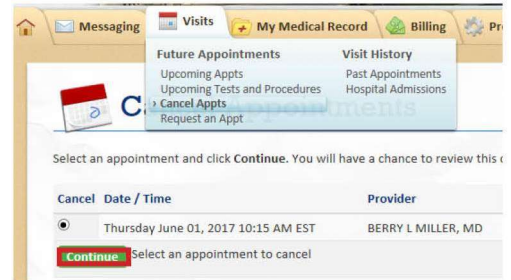 Messaging Visits My Medical Record Billing
Future Appointments Visit History
Upcoming Appts Past Appointments
Upcoming Tests and Procedures Hospital Admissions
› Cancel Appts
Request an Appt
Select an appointment and click Continue. You will have a chance to review this
Cancel Date / Time Provider
Thursday June 01, 2017 10:15 AM EST BERRY L MILLER, MD
Continue Select an appointment to cancel